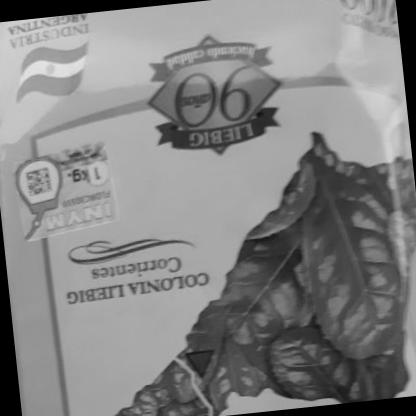 COLONIA LIEBIG
Corrientes
INYM
1 kg.
LIEBIG
90
años
haciendo calidad
INDUSTRIA
ARGENTINA